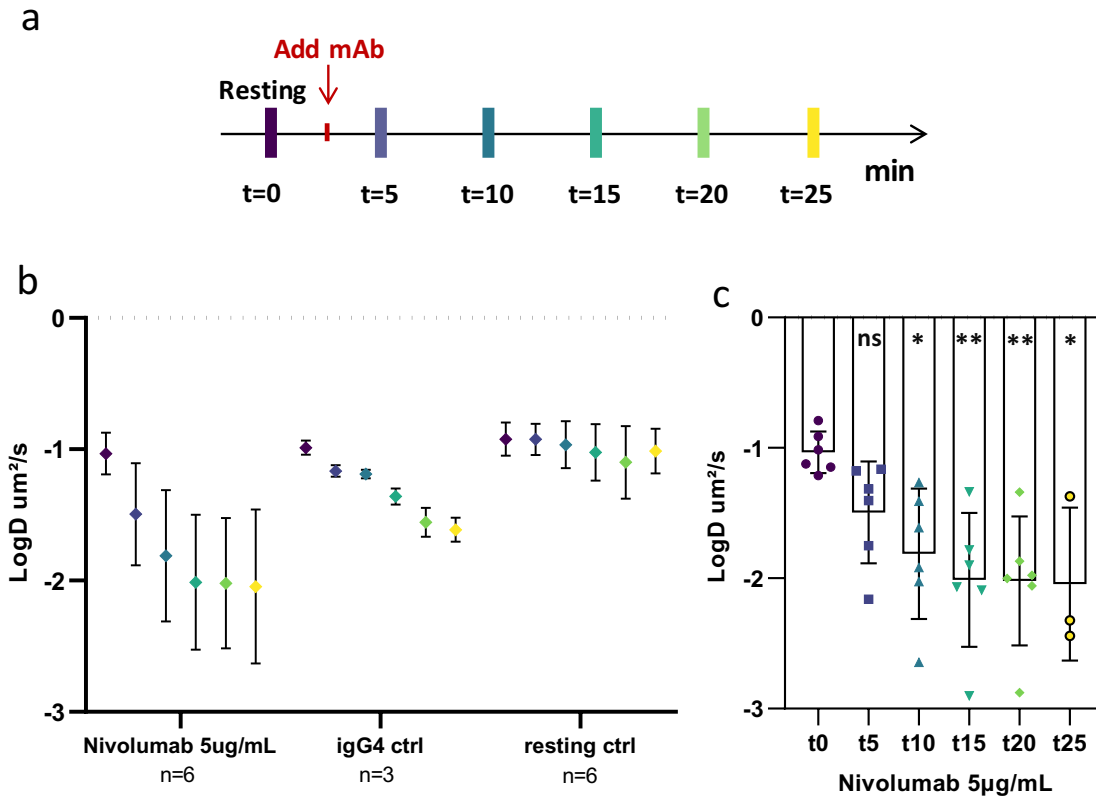 a
Add mAb
Resting
min
t=0 t=5 t=10 t=15 t=20 t=25
b
LogD um²/s
0
-1
-2
-3
Nivolumab 5ug/mL igG4 ctrl resting ctrl
n=6 n=3 n=6
c
LogD um²/s
0
ns * ** ** *
-1
-2
-3
t0 t5 t10 t15 t20 t25
Nivolumab 5µg/mL